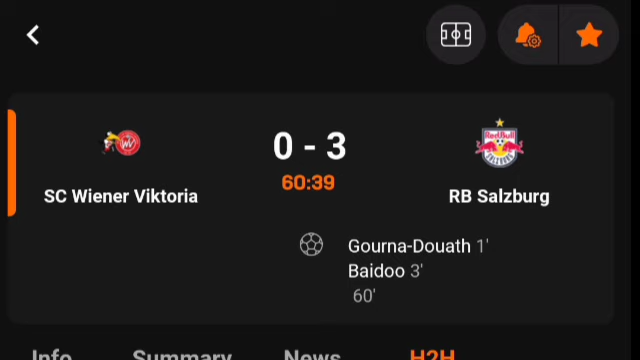 0 - 3
60:39
SC Wiener Viktoria
RB Salzburg
Gourna-Douath 1'
Baidoo 3'
60'
Info Summary News H2H